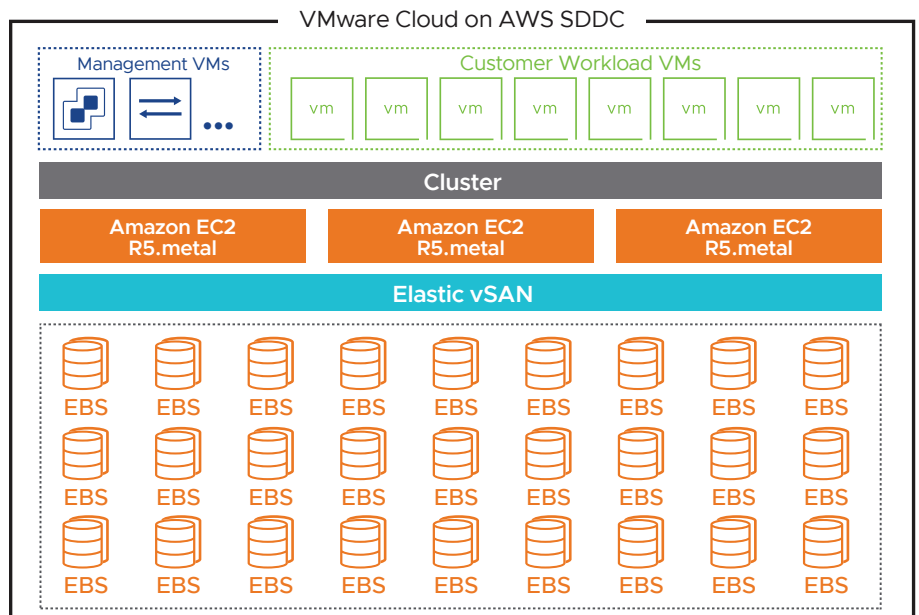 VMware Cloud on AWS SDDC
Management VMs
Customer Workload VMs
vm vm vm vm vm vm vm vm
Cluster
Amazon EC2 Amazon EC2 Amazon EC2
R5.metal R5.metal R5.metal
Elastic vSAN
EBS EBS EBS EBS EBS EBS EBS EBS EBS
EBS EBS EBS EBS EBS EBS EBS EBS EBS
EBS EBS EBS EBS EBS EBS EBS EBS EBS